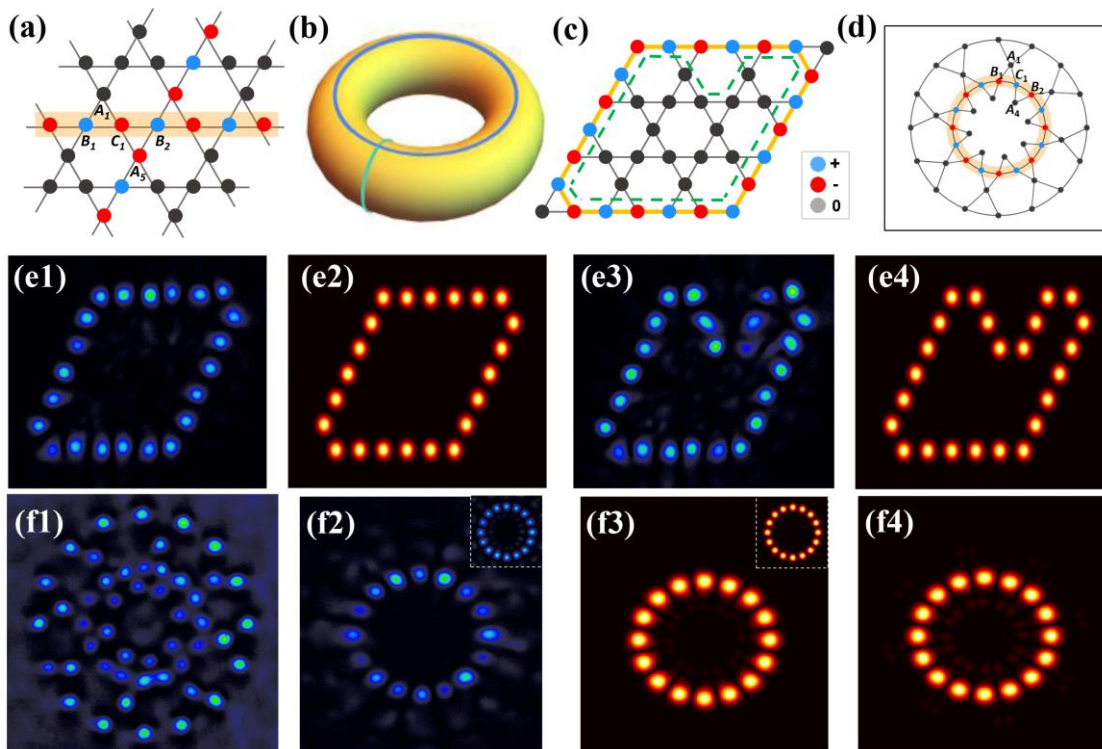 (a)
A1
B1
C1
B2
A5
(b)
(c)
+
-
0
(d)
A1
B1
C1
B2
A4
(e1)
(e2)
(e3)
(e4)
(f1)
(f2)
(f3)
(f4)